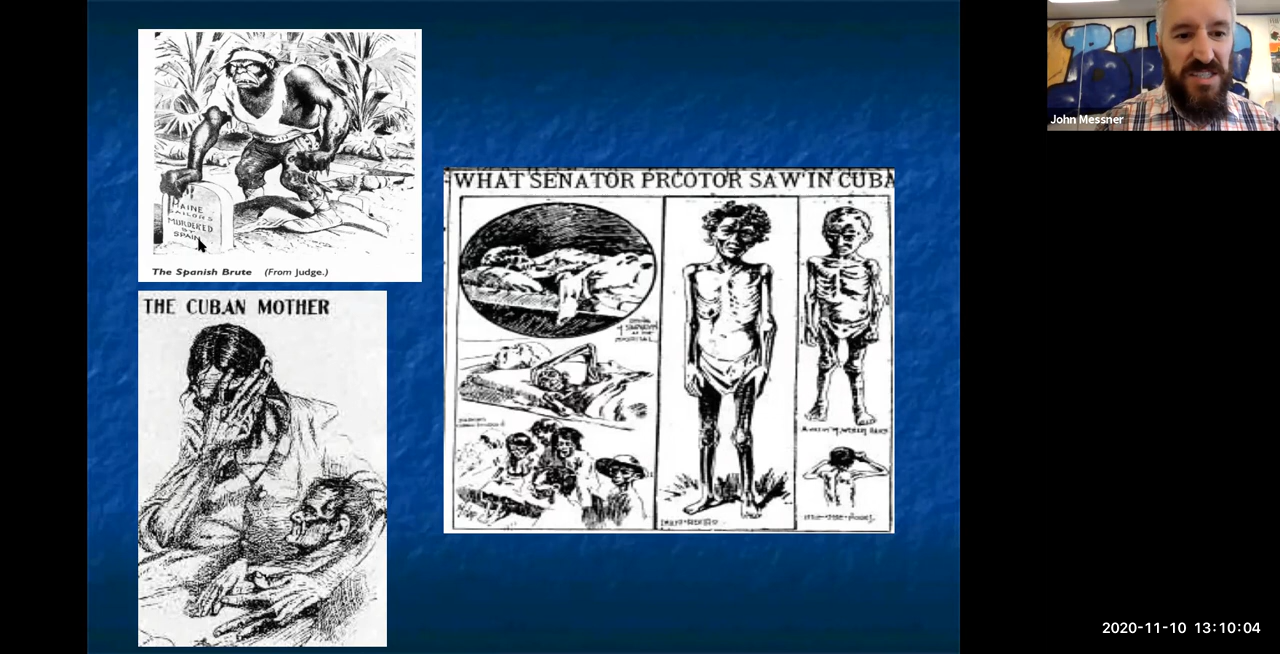 MAINE
SAILORS
MURDERED
BY
SPAIN
The Spanish Brute (From Judge.)
THE CUBAN MOTHER
WHAT SENATOR PRCOTOR SAW IN CUBA
John Messner
2020-11-10 13:10:04